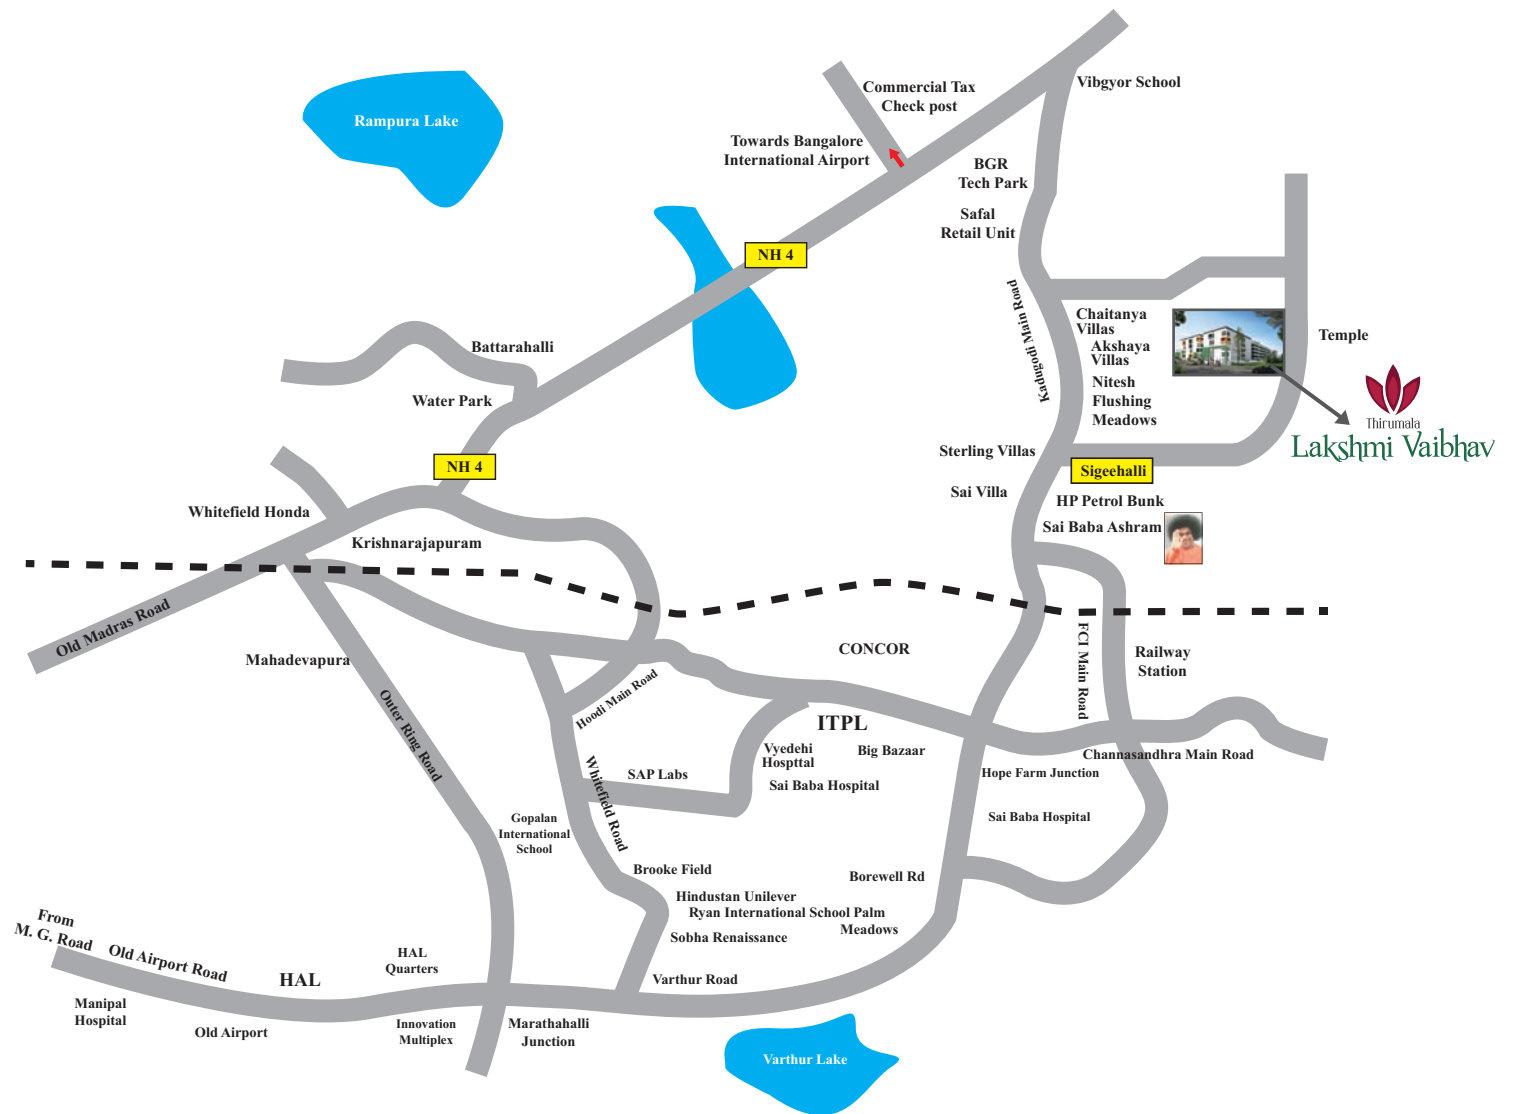 Vibgyor School
Commercial Tax
Check post
Rampura Lake
Towards Bangalore
International Airport
BGR
Tech Park
Safal
Retail Unit
NH 4
Kadugodi Main Road
Chaitanya
Villas
Akshaya
Villas
Nitesh
Flushing
Meadows
Temple
Thirumala
Lakshmi Vaibhav
Battarahalli
Water Park
NH 4
Sterling Villas
Sigeehalli
Sai Villa
HP Petrol Bunk
Sai Baba Ashram
Whitefield Honda
Krishnarajapuram
Old Madras Road
Mahadevapura
CONCOR
FCI Main Road
Railway
Station
Outer Ring Road
Hoodi Main Road
ITPL
Vyedehi
Hospttal
Big Bazaar
Channasandhra Main Road
SAP Labs
Whitefield Road
Sai Baba Hospital
Hope Farm Junction
Gopalan
International
School
Sai Baba Hospital
Brooke Field
Borewell Rd
Hindustan Unilever
Ryan International School Palm
Meadows
Sobha Renaissance
From
M. G. Road
Old Airport Road
HAL
HAL
Quarters
Varthur Road
Manipal
Hospital
Old Airport
Innovation
Multiplex
Marathahalli
Junction
Varthur Lake